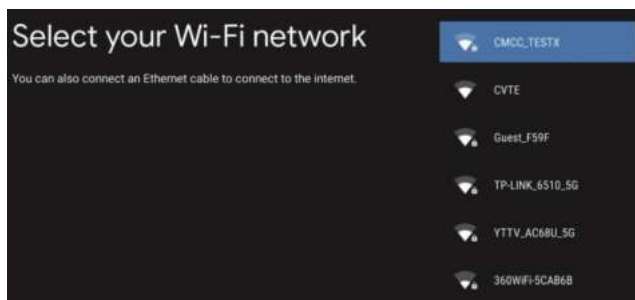 Select your Wi-Fi network
You can also connect an Ethernet cable to connect to the internet.
CMCC_TESTX
CVTE
Guest_F59F
TP-LINK_6510_5G
YTTV_AC68U_5G
360WiFi-5CAB6B